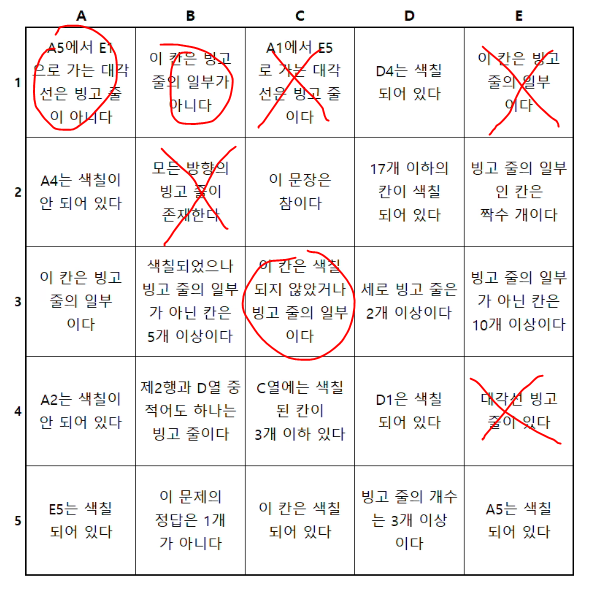 A B C D E
1
A5에서 E1
으로 가는 대각
선은 빙고 줄
이 아니다
이 칸은 빙고
줄의 일부가
아니다
A1에서 E5
로 가는 대각
선은 빙고 줄
이다
D4는 색칠
되어 있다
이 칸은 빙고
줄의 일부
이다
2
A4는 색칠이
안 되어 있다
모든 방향의
빙고 줄이
존재한다
이 문장은
참이다
17개 이하의
칸이 색칠
되어 있다
빙고 줄의 일부
인 칸은
짝수 개이다
3
이 칸은 빙고
줄의 일부
이다
색칠되었으나
빙고 줄의 일부
가 아닌 칸은
5개 이상이다
이 칸은 색칠
되지 않았거나
빙고 줄의 일부
이다
세로 빙고 줄은
2개 이상이다
빙고 줄의 일부
가 아닌 칸은
10개 이상이다
4
A2는 색칠이
안 되어 있다
제2행과 D열 중
적어도 하나는
빙고 줄이다
C열에는 색칠
된 칸이
3개 이하 있다
D1은 색칠
되어 있다
대각선 빙고
줄이 있다
5
E5는 색칠
되어 있다
이 문제의
정답은 1개
가 아니다
이 칸은 색칠
되어 있다
빙고 줄의 개수
는 3개 이상
이다
A5는 색칠
되어 있다